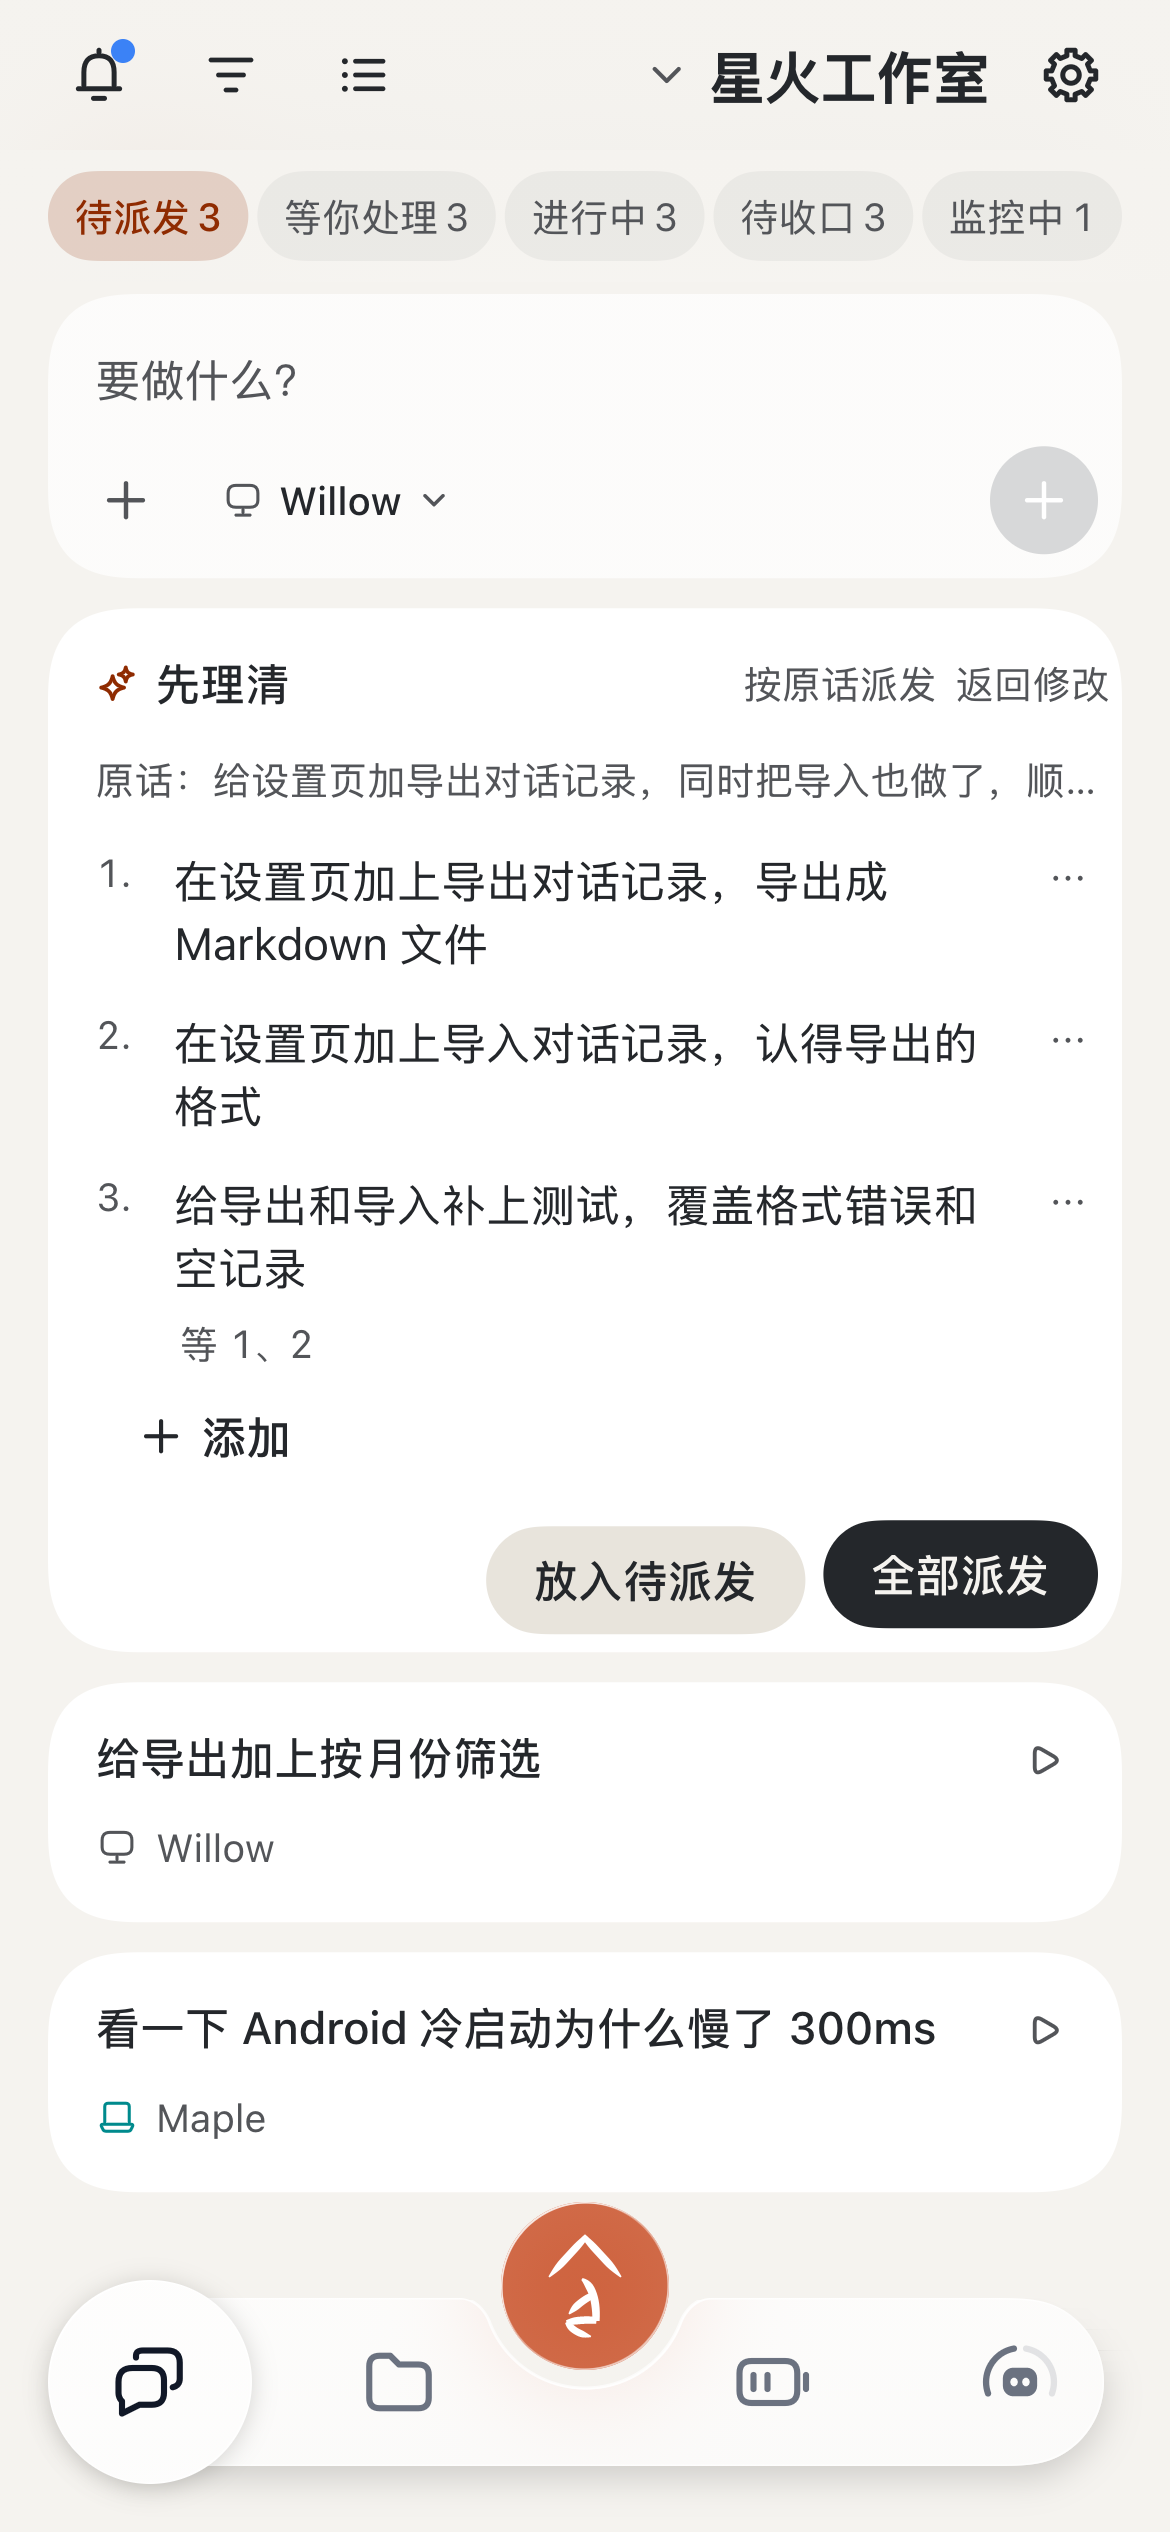 星火工作室
待派发 3
等你处理 3
进行中 3
待收口 3
监控中 1
要做什么?
Willow
先理清
按原话派发 返回修改
原话：给设置页加导出对话记录，同时把导入也做了，顺...
1. 在设置页加上导出对话记录，导出成
Markdown 文件
2. 在设置页加上导入对话记录，认得导出的
格式
3. 给导出和导入补上测试，覆盖格式错误和
空记录
等 1、2
添加
放入待派发
全部派发
给导出加上按月份筛选
Willow
看一下 Android 冷启动为什么慢了 300ms
Maple